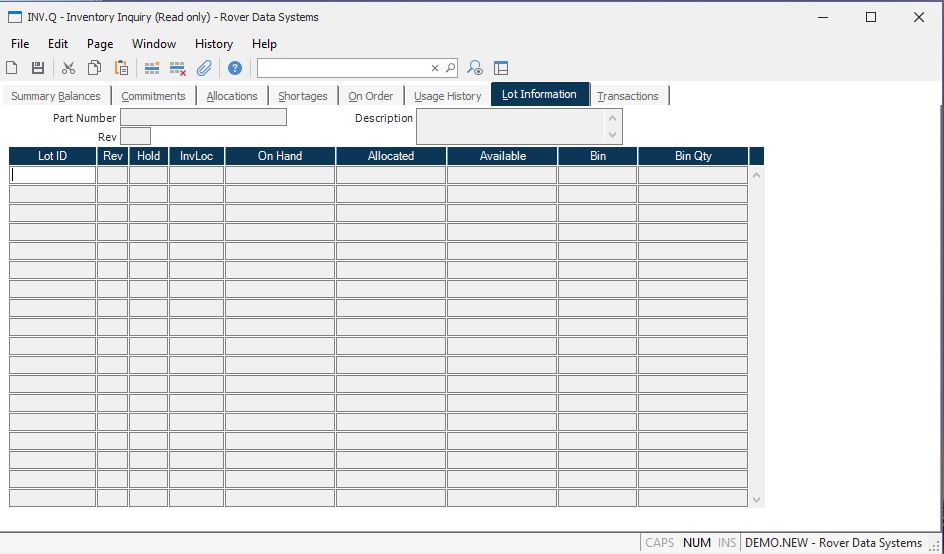 INV.Q - Inventory Inquiry (Read only) - Rover Data Systems
File Edit Page Window History Help
Summary Balances Commitments Allocations Shortages On Order Usage History Lot Information Transactions
Part Number Description
Rev
Lot ID Rev Hold InvLoc On Hand Allocated Available Bin Bin Qty
CAPS NUM INS DEMO.NEW - Rover Data Systems